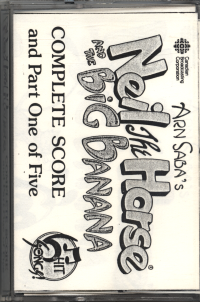 Canadian
Broadcasting
Corporation
ARN SABA'S
Neil The Horse®
AND THE
BIG BANANA
COMPLETE SCORE
and Part One of Five
5 HIT
SONGS!